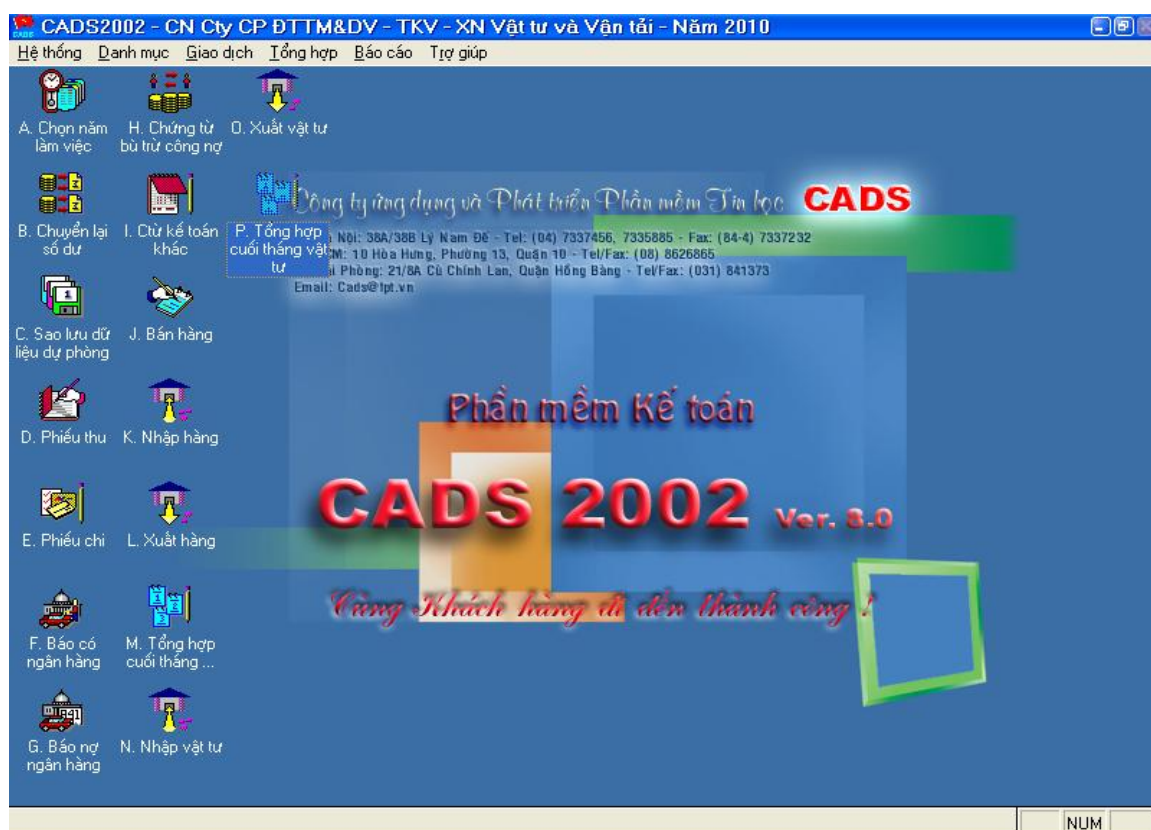 CADS2002 - CN Cty CP ĐTTM&DV - TKV - XN Vật tư và Vận tải - Năm 2010
Hệ thống Danh mục Giao dịch Tổng hợp Báo cáo Trợ giúp
A. Chọn năm
làm việc
H. Chứng từ
bù trừ công nợ
O. Xuất vật tư
B. Chuyển lại
số dư
I. Ctừ kế toán
khác
P. Tổng hợp
cuối tháng vật
tư
Công ty ứng dụng và Phát triển Phần mềm Tin học CADS
Nội: 38A/38B Lý Nam Đế - Tel: (04) 7337456, 7335885 - Fax: (84-4) 7337232
CM: 10 Hòa Hưng, Phường 13, Quận 10 - Tel/Fax: (08) 8626865
i Phòng: 21/8A Cù Chính Lan, Quận Hồng Bàng - Tel/Fax: (031) 841373
Email: Cads@fpt.vn
C. Sao lưu dữ
liệu dự phòng
J. Bán hàng
D. Phiếu thu
K. Nhập hàng
Phần mềm Kế toán
CADS 2002 Ver. 8.0
E. Phiếu chi
L. Xuất hàng
Cùng Khách hàng đi đến thành công !
F. Báo có
ngân hàng
M. Tổng hợp
cuối tháng ...
G. Báo nợ
ngân hàng
N. Nhập vật tư
NUM